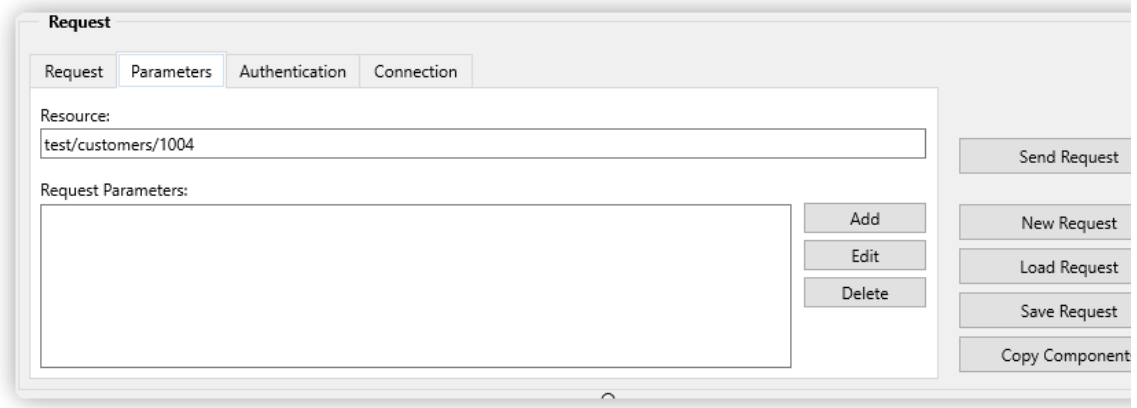 Request
Request Parameters Authentication Connection
Resource:
test/customers/1004
Send Request
Request Parameters:
Add
New Request
Edit
Load Request
Delete
Save Request
Copy Component